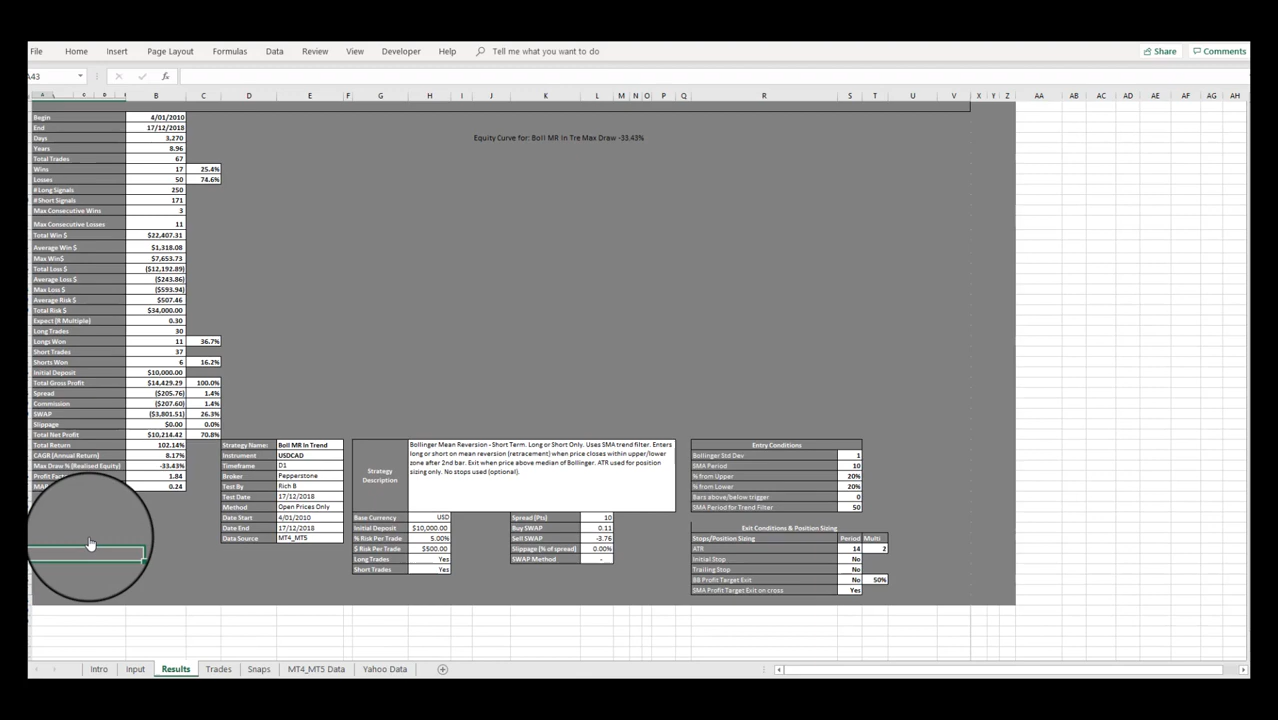 File Home Insert Page Layout Formulas Data Review View Developer Help Tell me what you want to do Share Comments
A43
A B C D E F G H I J K L M N O P Q R S T U V X Y Z AA AB AC AD AE AF AG AH
Equity Curve for: Boll MR In Tre Max Draw -33.43%
Begin 4/01/2010
End 17/12/2018
Days 3,270
Years 8.96
Total Trades 67
Wins 17 25.4%
Losses 50 74.6%
# Long Signals 250
# Short Signals 171
Max Consecutive Wins 3
Max Consecutive Losses 11
Total Win $ $22,407.31
Average Win $ $1,318.08
Max Win$ $7,653.73
Total Loss $ ($12,192.89)
Average Loss $ ($243.86)
Max Loss $ ($593.94)
Average Risk $ $507.46
Total Risk $ $34,000.00
Expect (R Multiple) 0.30
Long Trades 30
Longs Won 11 36.7%
Short Trades 37
Shorts Won 6 16.2%
Initial Deposit $10,000.00
Total Gross Profit $14,429.29 100.0%
Spread ($205.76) 1.4%
Commission ($207.60) 1.4%
SWAP ($3,801.51) 26.3%
Slippage $0.00 0.0%
Total Net Profit $10,214.42 70.8%
Total Return 102.14%
CAGR (Annual Return) 8.17%
Max Draw % (Realised Equity) -33.43%
Profit 1.84
0.24
Strategy Name: Boll MR In Trend
Instrument USDCAD
Timeframe D1
Broker Pepperstone
Test By Rich B
Test Date 17/12/2018
Method Open Prices Only
Date Start 4/01/2010
Date End 17/12/2018
Data Source MT4_MT5
Strategy
Description
Bollinger Mean Reversion - Short Term. Long or Short Only. Uses SMA trend filter. Enters
long or short on mean reversion (retracement) when price closes within upper/lower
zone after 2nd bar. Exit when price above median of Bollinger. ATR used for position
sizing only. No stops used (optional).
Base Currency USD
Initial Deposit $10,000.00
% Risk Per Trade 5.00%
$ Risk Per Trade $500.00
Long Trades Yes
Short Trades Yes
Spread (Pts) 10
Buy SWAP 0.11
Sell SWAP -3.76
Slippage (% of spread) 0.00%
SWAP Method -
Entry Conditions
Bollinger Std Dev 1
SMA Period 10
% from Upper 20%
% from Lower 20%
Bars above/below trigger 0
SMA Period for Trend Filter 50
Exit Conditions & Position Sizing
Stops/Position Sizing Period Multi
ATR 14 2
Initial Stop No
Trailing Stop No
BB Profit Target Exit No 50%
SMA Profit Target Exit on cross Yes
Intro Input Results Trades Snaps MT4_MT5 Data Yahoo Data